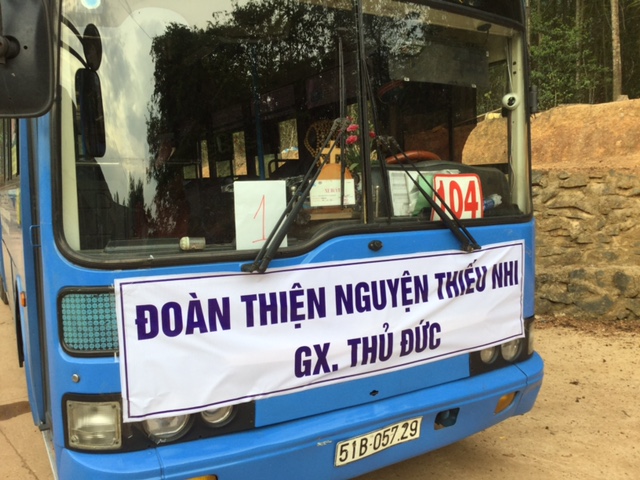 1
104
ĐOÀN THIỆN NGUYỆN THIẾU NHI
GX. THỦ ĐỨC
51B-057.29